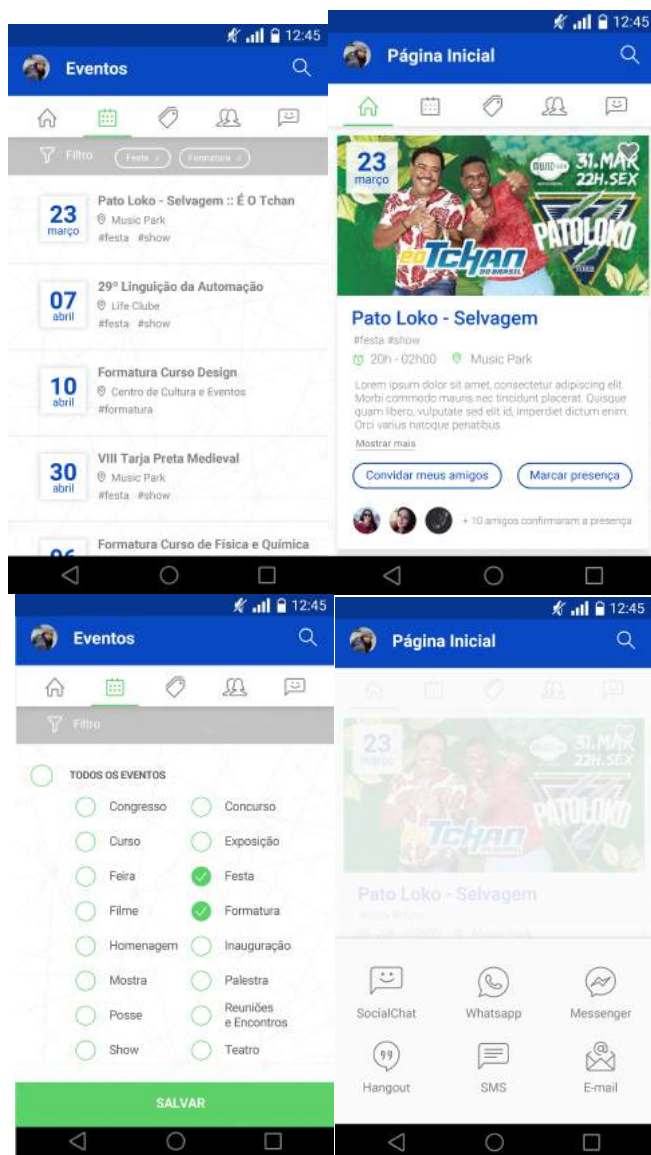 12:45
Eventos
Filtro
Festa x
Formatura x
23
março
Pato Loko - Selvagem :: É O Tchan
Music Park
#festa #show
07
abril
29º Linguição da Automação
Life Clube
#festa #show
10
abril
Formatura Curso Design
Centro de Cultura e Eventos
#formatura
30
abril
VIII Tarja Preta Medieval
Music Park
#festa #show
06
Formatura Curso de Física e Química
12:45
Página Inicial
23
março
31.MAR
22H.SEX
eo Tchan
DO BRASIL
PATOLOKO
Pato Loko - Selvagem
#festa #show
20h - 02h00 Music Park
Lorem ipsum dolor sit amet, consectetur adipiscing elit.
Morbi commodo mauris nec tincidunt placerat. Quisque
quam libero, vulputate sed elit id, imperdiet dictum enim.
Orci varius natoque penatibus.
Mostrar mais
Convidar meus amigos
Marcar presença
+ 10 amigos confirmaram a presença
12:45
Eventos
Filtro
TODOS OS EVENTOS
Congresso Concurso
Curso Exposição
Feira Festa
Filme Formatura
Homenagem Inauguração
Mostra Palestra
Posse Reuniões
e Encontros
Show Teatro
SALVAR
12:45
Página Inicial
23
março
31.MAR
22H.SEX
Tchan
PATOLOKO
Pato Loko - Selvagem
SocialChat Whatsapp Messenger
Hangout SMS E-mail